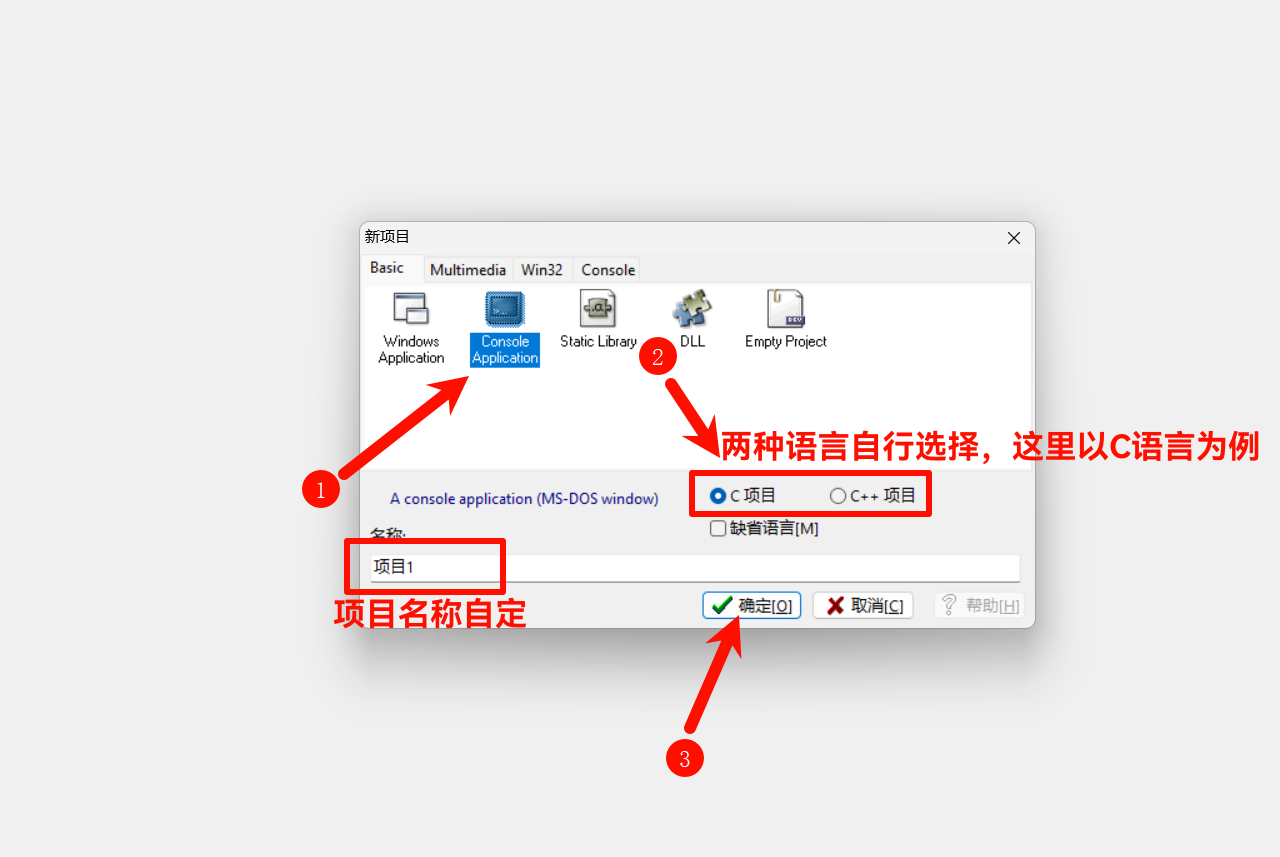 新项目
Basic
Multimedia
Win32
Console
Windows Application
Console Application
Static Library
DLL
Empty Project
2
两种语言自行选择，这里以C语言为例
1
A console application (MS-DOS window)
C 项目
C++ 项目
缺省语言[M]
名称:
项目1
项目名称自定
确定[O]
取消[C]
帮助[H]
3